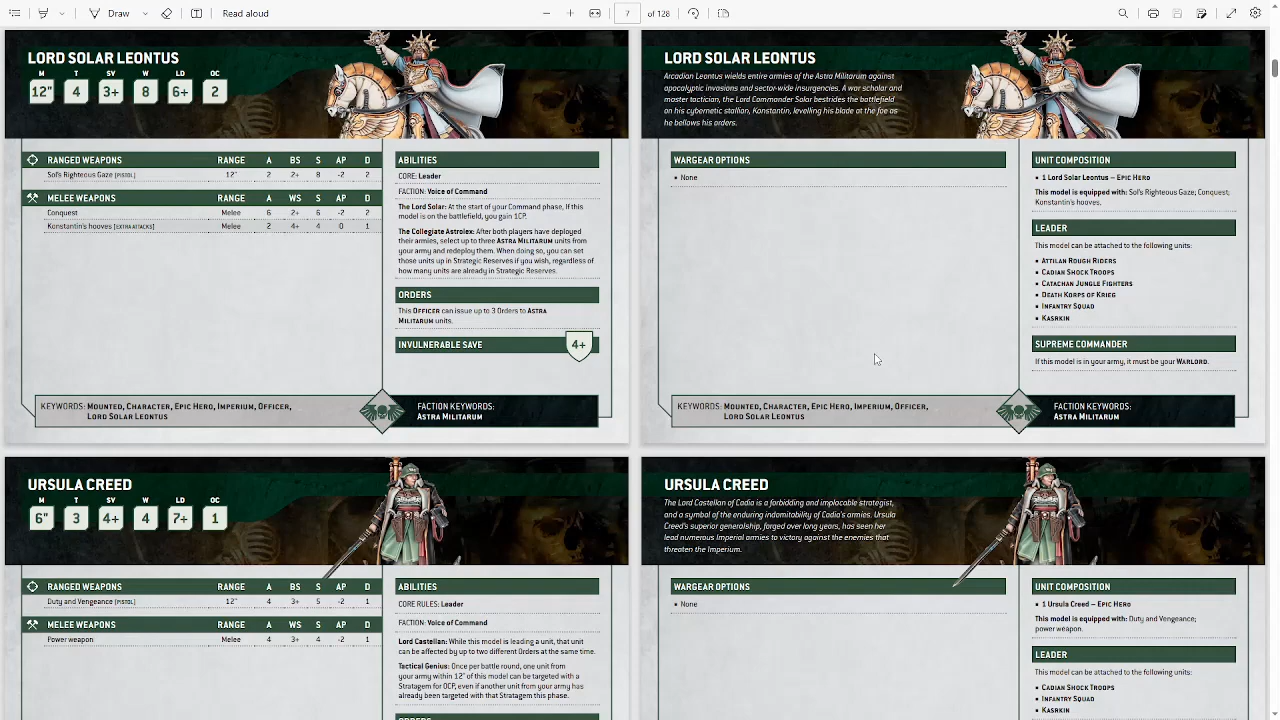 Draw
Read aloud
7 of 128
LORD SOLAR LEONTUS
M T SV W LD OC
12" 4 3+ 8 6+ 2
RANGED WEAPONS RANGE A BS S AP D
Sol's Righteous Gaze [PISTOL] 12" 2 2+ 8 -2 2
MELEE WEAPONS RANGE A WS S AP D
Conquest Melee 6 2+ 6 -2 2
Konstantin's hooves [EXTRA ATTACKS] Melee 2 4+ 4 0 1
ABILITIES
CORE: Leader
FACTION: Voice of Command
The Lord Solar: At the start of your Command phase, if this
model is on the battlefield, you gain 1CP.
The Collegiate Astrolex: After both players have deployed
their armies, select up to three ASTRA MILITARUM units from
your army and redeploy them. When doing so, you can set
those units up in Strategic Reserves if you wish, regardless of
how many units are already in Strategic Reserves.
ORDERS
This OFFICER can issue up to 3 Orders to ASTRA
MILITARUM units.
INVULNERABLE SAVE 4+
KEYWORDS: MOUNTED, CHARACTER, EPIC HERO, IMPERIUM, OFFICER,
LORD SOLAR LEONTUS
FACTION KEYWORDS:
ASTRA MILITARUM
LORD SOLAR LEONTUS
Arcadian Leontus wields entire armies of the Astra Militarum against
apocalyptic invasions and sector-wide insurgencies. A war scholar and
master tactician, the Lord Commander Solar bestrides the battlefield
on his cybernetic stallion, Konstantin, levelling his blade at the foe as
he bellows his orders.
WARGEAR OPTIONS
▪ None
UNIT COMPOSITION
▪ 1 Lord Solar Leontus – EPIC HERO
This model is equipped with: Sol's Righteous Gaze; Conquest;
Konstantin's hooves.
LEADER
This model can be attached to the following units:
▪ ATTILAN ROUGH RIDERS
▪ CADIAN SHOCK TROOPS
▪ CATACHAN JUNGLE FIGHTERS
▪ DEATH KORPS OF KRIEG
▪ INFANTRY SQUAD
▪ KASRKIN
SUPREME COMMANDER
If this model is in your army, it must be your WARLORD.
KEYWORDS: MOUNTED, CHARACTER, EPIC HERO, IMPERIUM, OFFICER,
LORD SOLAR LEONTUS
FACTION KEYWORDS:
ASTRA MILITARUM
URSULA CREED
M T SV W LD OC
6" 3 4+ 4 7+ 1
RANGED WEAPONS RANGE A BS S AP D
Duty and Vengeance [PISTOL] 12" 4 3+ 5 -2 1
MELEE WEAPONS RANGE A WS S AP D
Power weapon Melee 4 3+ 4 -2 1
ABILITIES
CORE RULES: Leader
FACTION: Voice of Command
Lord Castellan: While this model is leading a unit, that unit
can be affected by up to two different Orders at the same time.
Tactical Genius: Once per battle round, one unit from
your army within 12" of this model can be targeted with a
Stratagem for 0CP, even if another unit from your army has
already been targeted with that Stratagem this phase.
ORDERS
URSULA CREED
The Lord Castellan of Cadia is a forbidding and implacable strategist,
and a symbol of the enduring indomitability of Cadia's armies. Ursula
Creed's superior generalship, forged over long years, has seen her
lead numerous Imperial armies to victory against the enemies that
threaten the Imperium.
WARGEAR OPTIONS
▪ None
UNIT COMPOSITION
▪ 1 Ursula Creed – EPIC HERO
This model is equipped with: Duty and Vengeance;
power weapon.
LEADER
This model can be attached to the following units:
▪ CADIAN SHOCK TROOPS
▪ INFANTRY SQUAD
▪ KASRKIN